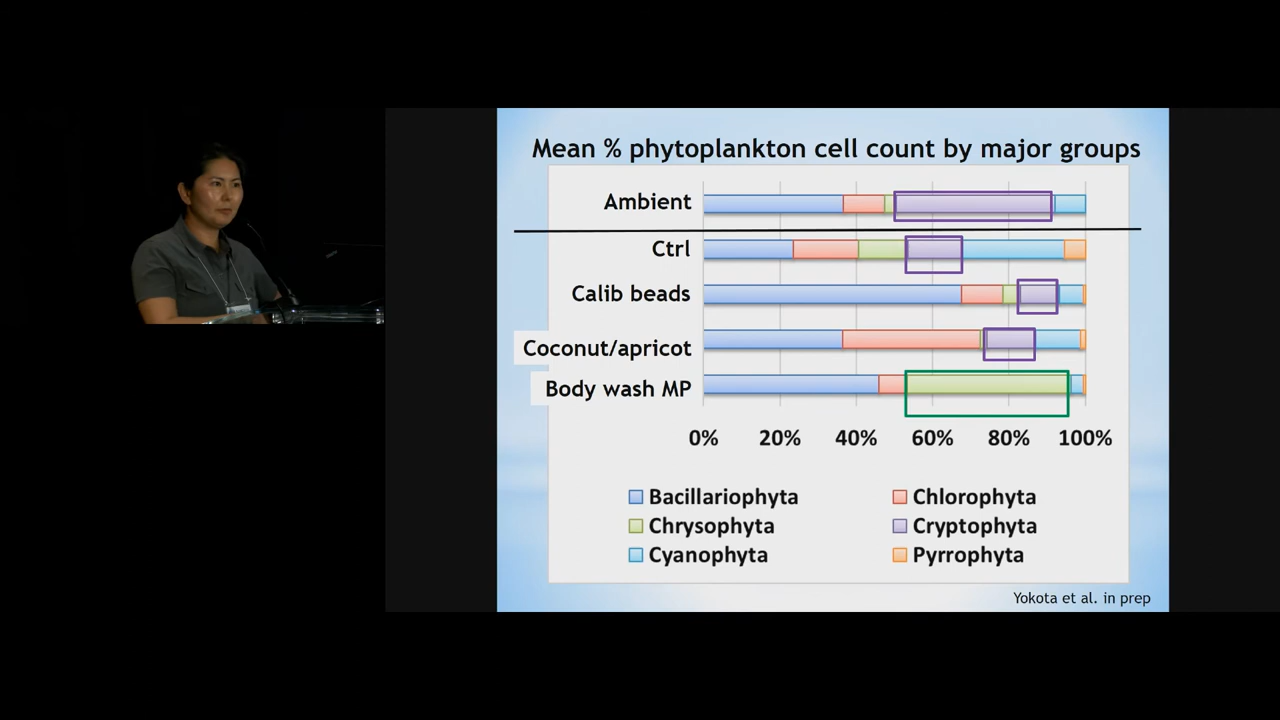 Mean % phytoplankton cell count by major groups
Ambient
Ctrl
Calib beads
Coconut/apricot
Body wash MP
0% 20% 40% 60% 80% 100%
Bacillariophyta Chlorophyta
Chrysophyta Cryptophyta
Cyanophyta Pyrrophyta
Yokota et al. in prep